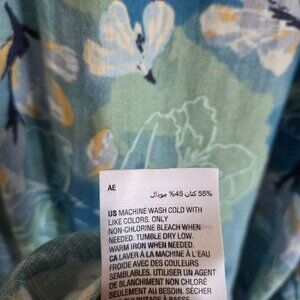 AE
55% كتان 45% مودال
US MACHINE WASH COLD WITH
LIKE COLORS. ONLY
NON-CHLORINE BLEACH WHEN
NEEDED. TUMBLE DRY LOW.
WARM IRON WHEN NEEDED.
CA LAVER À LA MACHINE À L'EAU
FROIDE AVEC DES COULEURS
SEMBLABLES. UTILISER UN AGENT
DE BLANCHIMENT NON CHLORÉ
SEULEMENT AU BESOIN. SÉCHER